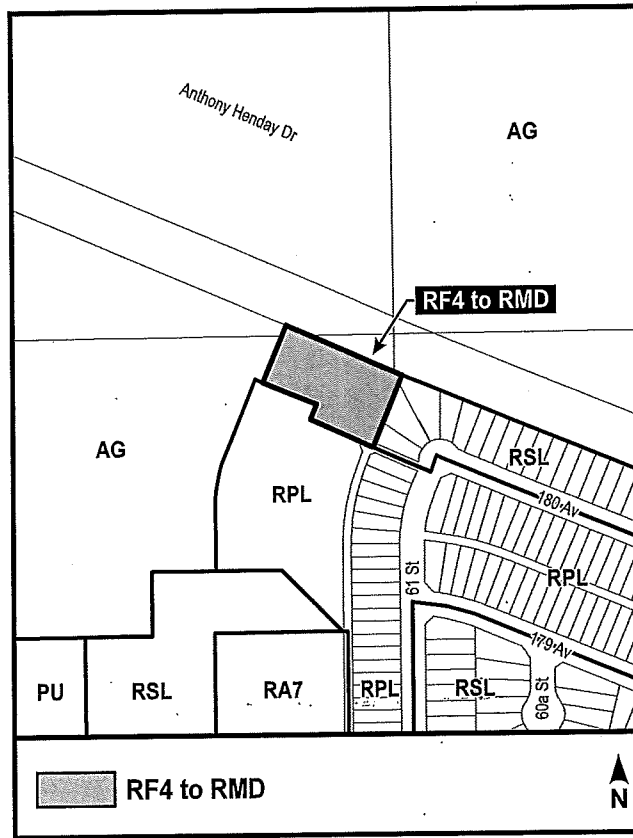 Anthony Henday Dr
AG
RF4 to RMD
AG
RPL
RSL
180 Av
61 St
RPL
179 Av
PU
RSL
RA7
RPL
RSL
60a St
RF4 to RMD
N